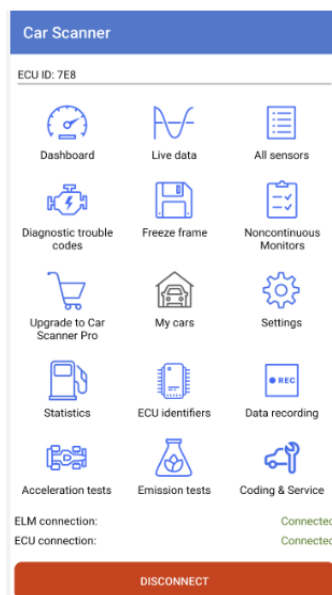 Car Scanner
ECU ID: 7E8
Dashboard
Live data
All sensors
Diagnostic trouble
codes
Freeze frame
Noncontinuous
Monitors
Upgrade to Car
Scanner Pro
My cars
Settings
Statistics
ECU identifiers
REC
Data recording
Acceleration tests
Emission tests
Coding & Service
ELM connection: Connected
ECU connection: Connected
DISCONNECT